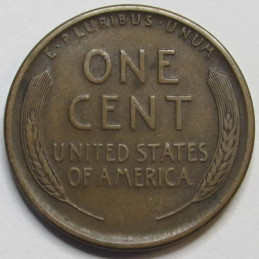 E·PLURIBUS·UNUM
ONE
CENT
UNITED STATES
OF AMERICA